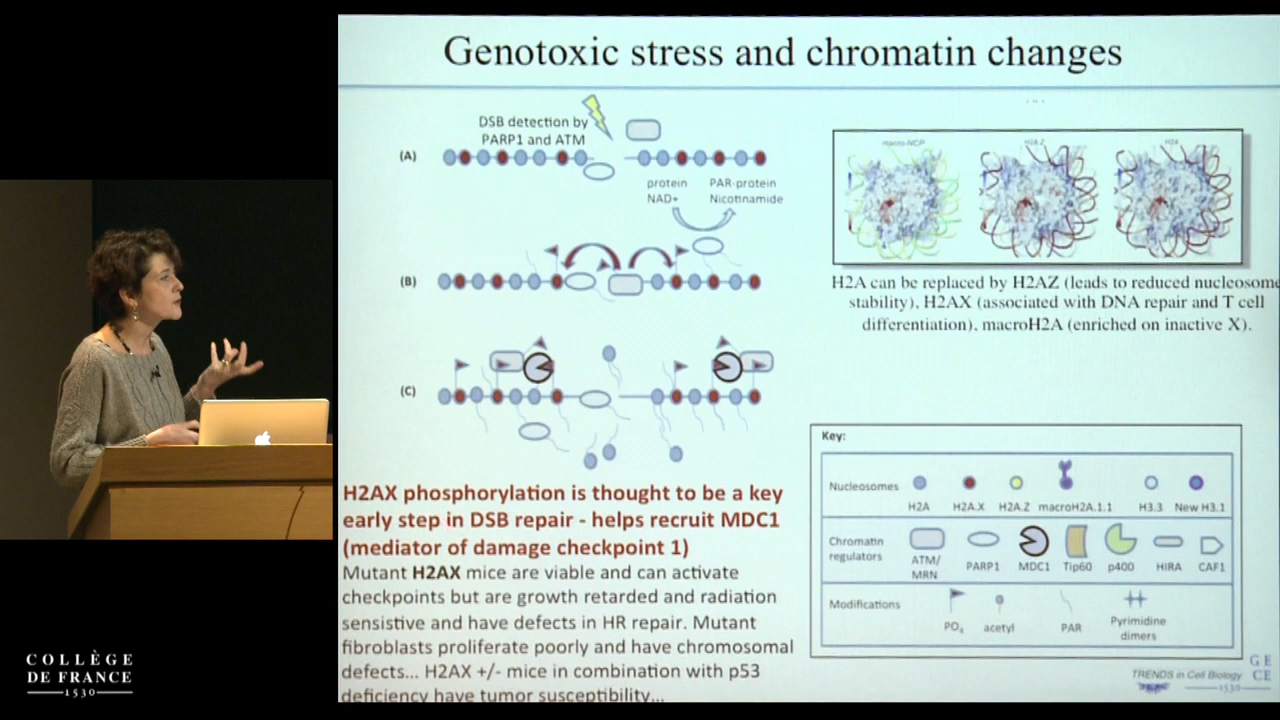 Genotoxic stress and chromatin changes
DSB detection by
PARP1 and ATM
(A)
protein
NAD+
PAR-protein
Nicotinamide
(B)
(C)
macro-NCP
H2A.Z
H2A
H2A can be replaced by H2AZ (leads to reduced nucleosome
stability), H2AX (associated with DNA repair and T cell
differentiation), macroH2A (enriched on inactive X).
H2AX phosphorylation is thought to be a key
early step in DSB repair - helps recruit MDC1
(mediator of damage checkpoint 1)
Mutant H2AX mice are viable and can activate
checkpoints but are growth retarded and radiation
sensistive and have defects in HR repair. Mutant
fibroblasts proliferate poorly and have chromosomal
defects... H2AX +/- mice in combination with p53
deficiency have tumor susceptibility...
Key:
Nucleosomes
H2A
H2A.X
H2A.Z
macroH2A.1.1
H3.3
New H3.1
Chromatin
regulators
ATM/
MRN
PARP1
MDC1
Tip60
p400
HIRA
CAF1
Modifications
PO4
acetyl
PAR
Pyrimidine
dimers
TRENDS in Cell Biology
G E
CE
1530
COLLÈGE
DE FRANCE
1530